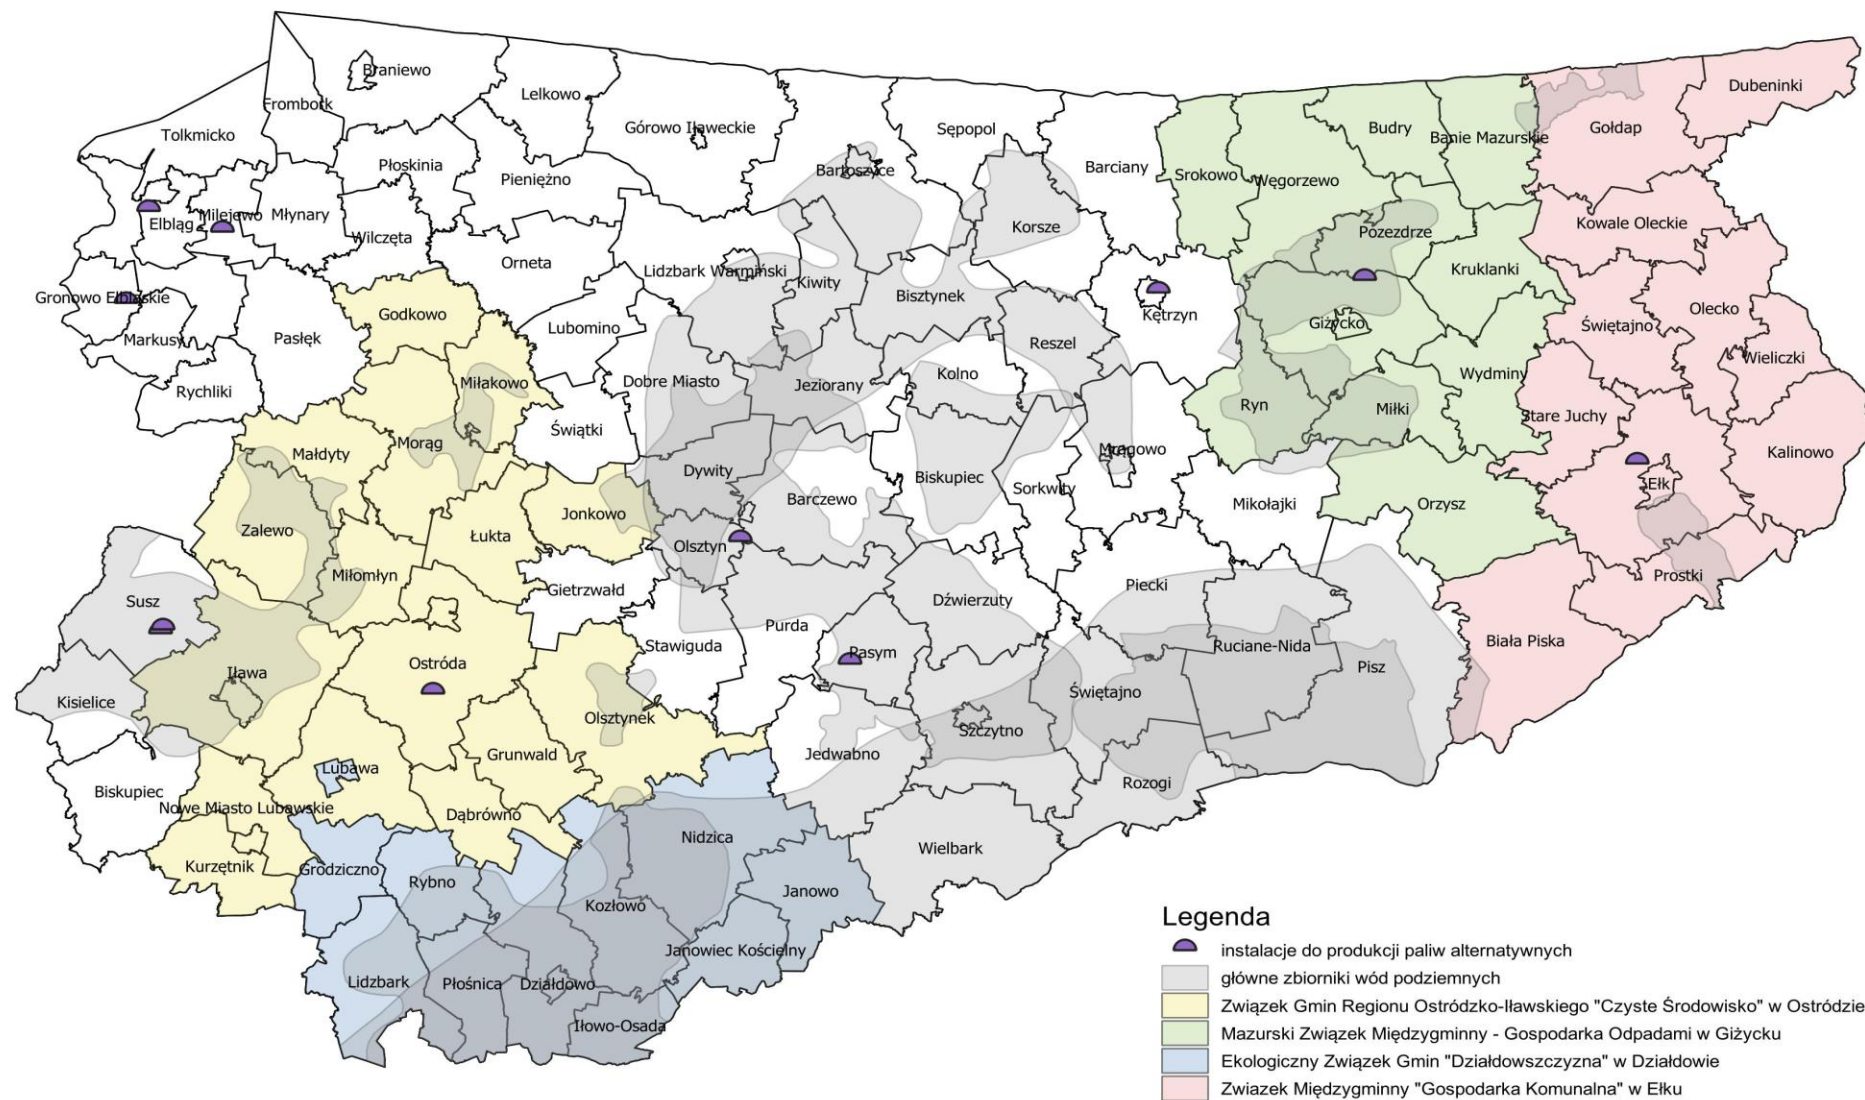 Braniewo
Lelkowo
Dubeninki
Frombork
Tolkmicko
Górowo Iławeckie
Sępopol
Budry
Banie Mazurskie
Gołdap
Płoskinia
Pieniężno
Bartoszyce
Barciany
Srokowo
Węgorzewo
Elbląg
Milejewo
Młynary
Wilczęta
Korsze
Pozezdrze
Kowale Oleckie
Orneta
Lidzbark Warmiński
Kiwity
Bisztynek
Kruklanki
Gronowo Elbląskie
Godkowo
Lubomino
Kętrzyn
Giżycko
Świętajno
Olecko
Markusy
Pasłęk
Reszel
Wieliczki
Rychliki
Miłakowo
Dobre Miasto
Jeziorany
Kolno
Wydminy
Ryn
Miłki
Stare Juchy
Świątki
Morąg
Małdyty
Dywity
Mrągowo
Kalinowo
Biskupiec
Sorkwity
Barczewo
Mikołajki
Orzysz
Ełk
Zalewo
Łukta
Jonkowo
Olsztyn
Miłomłyn
Gietrzwałd
Piecki
Prostki
Susz
Dźwierzuty
Purda
Stawiguda
Pasym
Ruciane-Nida
Biała Piska
Iława
Ostróda
Pisz
Świętajno
Kisielice
Olsztynek
Szczytno
Jedwabno
Grunwald
Lubawa
Rozogi
Biskupiec
Nowe Miasto Lubawskie
Dąbrówno
Nidzica
Wielbark
Kurzętnik
Grodziczno
Rybno
Janowo
Kozłowo
Janowiec Kościelny
Lidzbark
Płośnica
Działdowo
Iłowo-Osada
Legenda
instalacje do produkcji paliw alternatywnych
główne zbiorniki wód podziemnych
Związek Gmin Regionu Ostródzko-Iławskiego "Czyste Środowisko" w Ostródzie
Mazurski Związek Międzygminny - Gospodarka Odpadami w Giżycku
Ekologiczny Związek Gmin "Działdowszczyzna" w Działdowie
Zwiazek Międzygminny "Gospodarka Komunalna" w Ełku